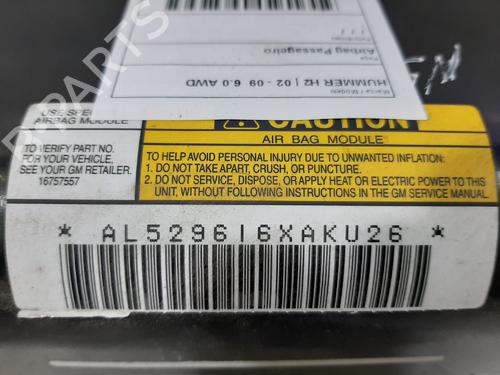 HUMMER H2 | 02 - 09 6.0 AWD
Marca / Modelo
Airbag Passageiro
Peça
USE SPE
AIRBAG MODULE
TO VERIFY PART NO.
FOR YOUR VEHICLE,
SEE YOUR GM RETAILER.
16757557
CAUTION
AIR BAG MODULE
TO HELP AVOID PERSONAL INJURY DUE TO UNWANTED INFLATION:
1. DO NOT TAKE APART, CRUSH, OR PUNCTURE.
2. DO NOT SERVICE, DISPOSE, OR APPLY HEAT OR ELECTRIC POWER TO THIS
UNIT, WITHOUT FOLLOWING INSTRUCTIONS IN THE GM SERVICE MANUAL.
* AL529616XAKU26 *